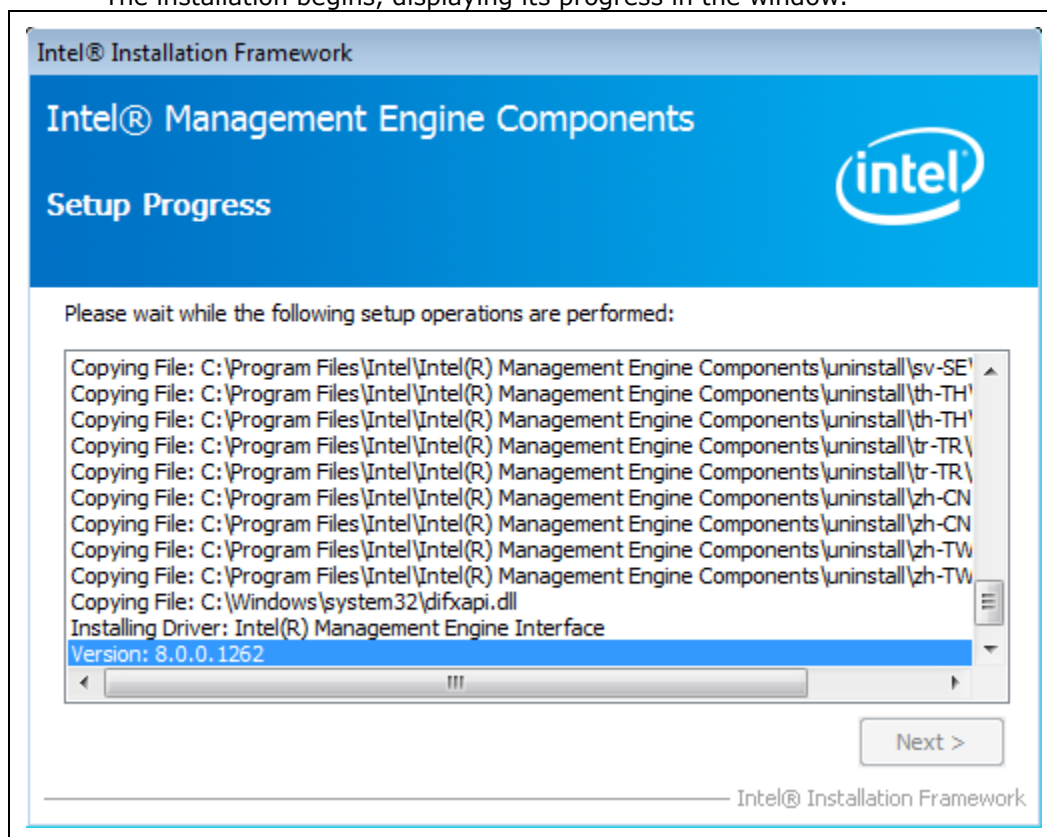 The installation begins, displaying its progress in the window.
Intel® Installation Framework
Intel® Management Engine Components
intel®
Setup Progress
Please wait while the following setup operations are performed:
Copying File: C:\Program Files\Intel\Intel(R) Management Engine Components\uninstall\sv-SE\
Copying File: C:\Program Files\Intel\Intel(R) Management Engine Components\uninstall\th-TH\
Copying File: C:\Program Files\Intel\Intel(R) Management Engine Components\uninstall\th-TH\
Copying File: C:\Program Files\Intel\Intel(R) Management Engine Components\uninstall\tr-TR\
Copying File: C:\Program Files\Intel\Intel(R) Management Engine Components\uninstall\tr-TR\
Copying File: C:\Program Files\Intel\Intel(R) Management Engine Components\uninstall\zh-CN
Copying File: C:\Program Files\Intel\Intel(R) Management Engine Components\uninstall\zh-CN
Copying File: C:\Program Files\Intel\Intel(R) Management Engine Components\uninstall\zh-TW
Copying File: C:\Program Files\Intel\Intel(R) Management Engine Components\uninstall\zh-TW
Copying File: C:\Windows\system32\difxapi.dll
Installing Driver: Intel(R) Management Engine Interface
Version: 8.0.0.1262
Next >
Intel® Installation Framework